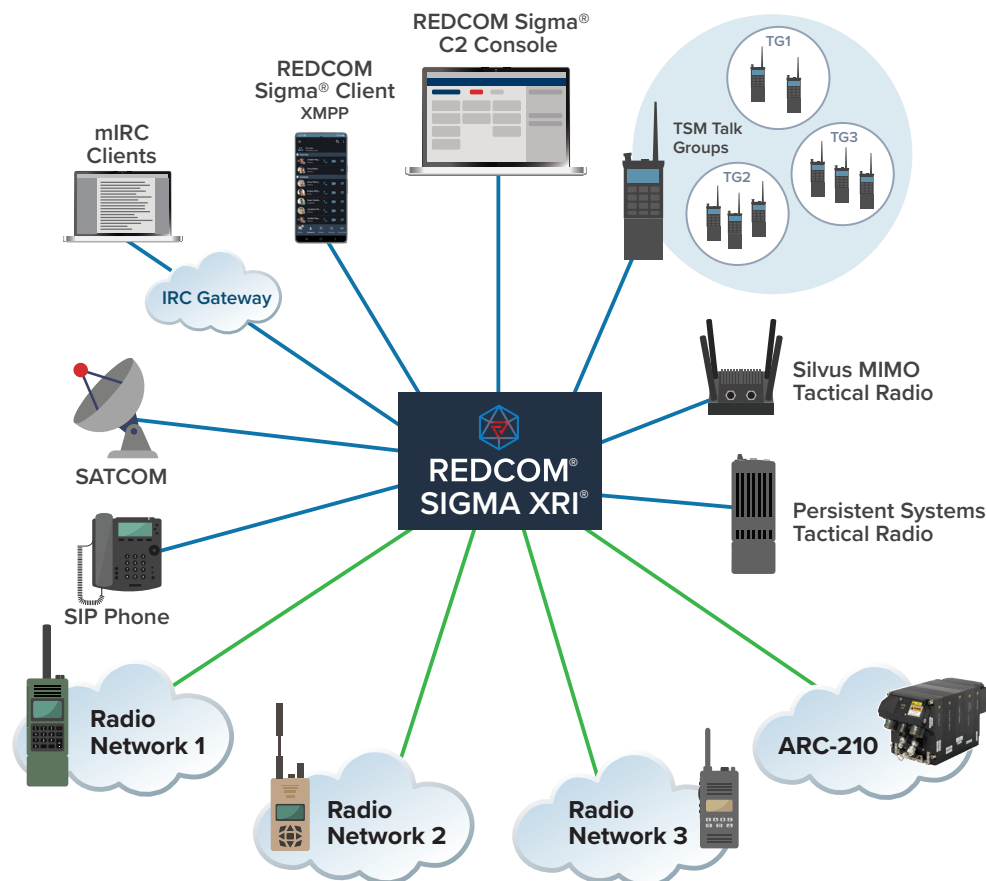 REDCOM Sigma®
C2 Console
REDCOM
Sigma® Client
XMPP
mIRC
Clients
TG1
TSM Talk
Groups
TG3
TG2
IRC Gateway
Silvus MIMO
Tactical Radio
SATCOM
REDCOM®
SIGMA XRI®
Persistent Systems
Tactical Radio
SIP Phone
Radio
Network 1
ARC-210
Radio
Network 2
Radio
Network 3